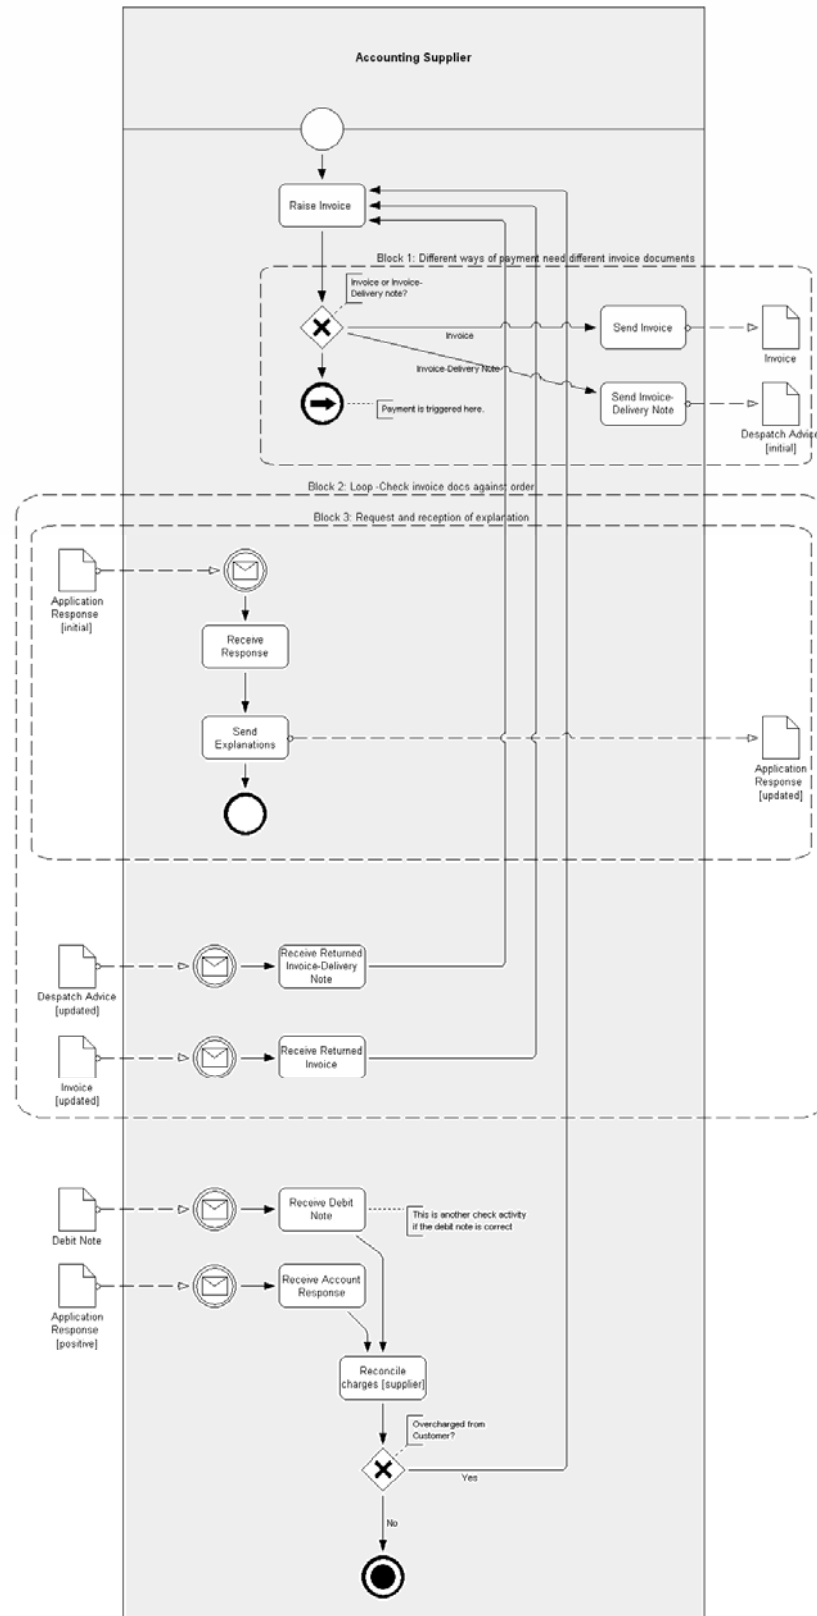 Accounting Supplier
Raise Invoice
Block 1: Different ways of payment need different invoice documents
Invoice or Invoice-
Delivery note?
Invoice
Send Invoice
Invoice
Invoice-Delivery Note
Send Invoice-
Delivery Note
Payment is triggered here.
Despatch Advice
[initial]
Block 2: Loop -Check invoice docs against order
Block 3: Request and reception of explanation
Application
Response
[initial]
Receive
Response
Send
Explanations
Application
Response
[updated]
Receive Returned
Invoice-Delivery
Note
Despatch Advice
[updated]
Receive Returned
Invoice
Invoice
[updated]
Receive Debit
Note
This is another check activity
if the debit note is correct
Debit Note
Receive Account
Response
Application
Response
[positive]
Reconcile
charges [supplier]
Overcharged from
Customer?
Yes
No